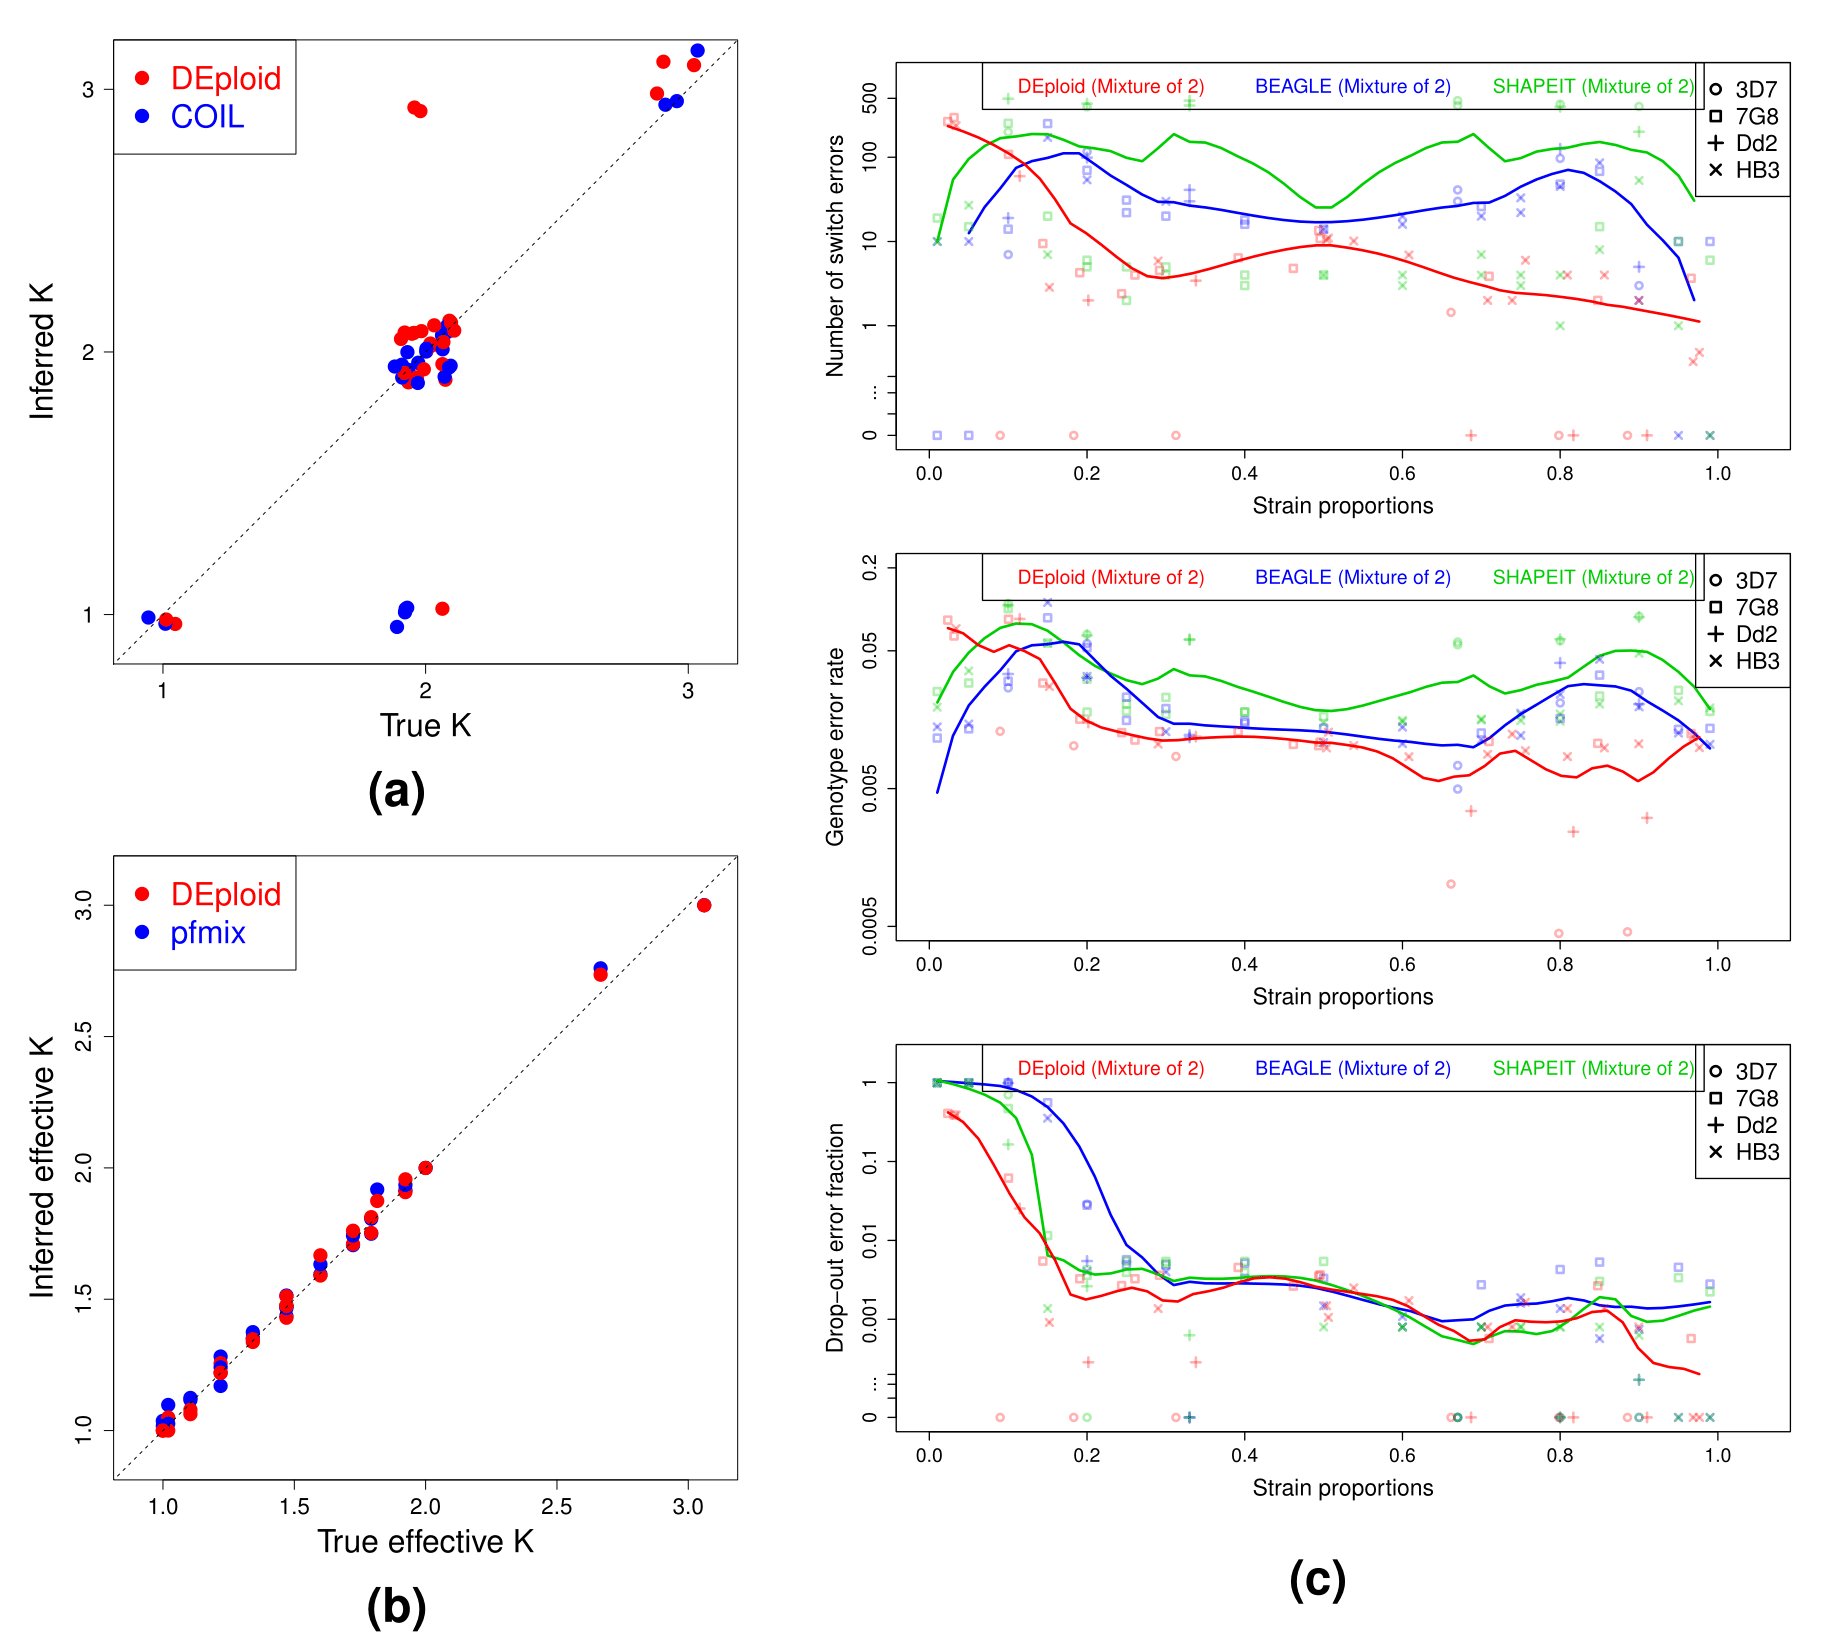 DEploid
COIL
3
2
1
Inferred K
1
2
3
True K
(a)
DEploid
pfmix
3.0
2.5
2.0
1.5
1.0
Inferred effective K
1.0
1.5
2.0
2.5
3.0
True effective K
(b)
DEploid (Mixture of 2)
BEAGLE (Mixture of 2)
SHAPEIT (Mixture of 2)
3D7
7G8
Dd2
HB3
500
100
10
1
...
0
Number of switch errors
0.0
0.2
0.4
0.6
0.8
1.0
Strain proportions
DEploid (Mixture of 2)
BEAGLE (Mixture of 2)
SHAPEIT (Mixture of 2)
3D7
7G8
Dd2
HB3
0.2
0.05
0.005
0.0005
Genotype error rate
0.0
0.2
0.4
0.6
0.8
1.0
Strain proportions
DEploid (Mixture of 2)
BEAGLE (Mixture of 2)
SHAPEIT (Mixture of 2)
3D7
7G8
Dd2
HB3
1
0.1
0.01
0.001
...
0
Drop−out error fraction
0.0
0.2
0.4
0.6
0.8
1.0
Strain proportions
(c)